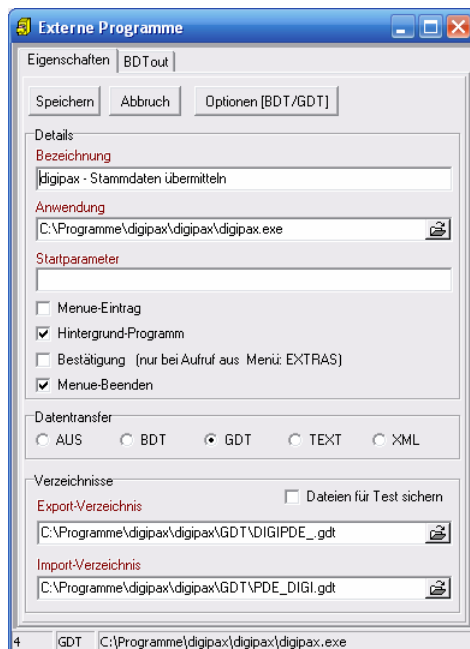 Externe Programme
Eigenschaften BDTout
Speichern Abbruch Optionen [BDT/GDT]
Details
Bezeichnung
digipax - Stammdaten übermitteln
Anwendung
C:\Programme\digipax\digipax\digipax.exe
Startparameter
Menue-Eintrag
Hintergrund-Programm
Bestätigung (nur bei Aufruf aus Menü: EXTRAS)
Menue-Beenden
Datentransfer
AUS BDT GDT TEXT XML
Verzeichnisse
Dateien für Test sichern
Export-Verzeichnis
C:\Programme\digipax\digipax\GDT\DIGIPDE_.gdt
Import-Verzeichnis
C:\Programme\digipax\digipax\GDT\PDE_DIGI.gdt
4 GDT C:\Programme\digipax\digipax\digipax.exe